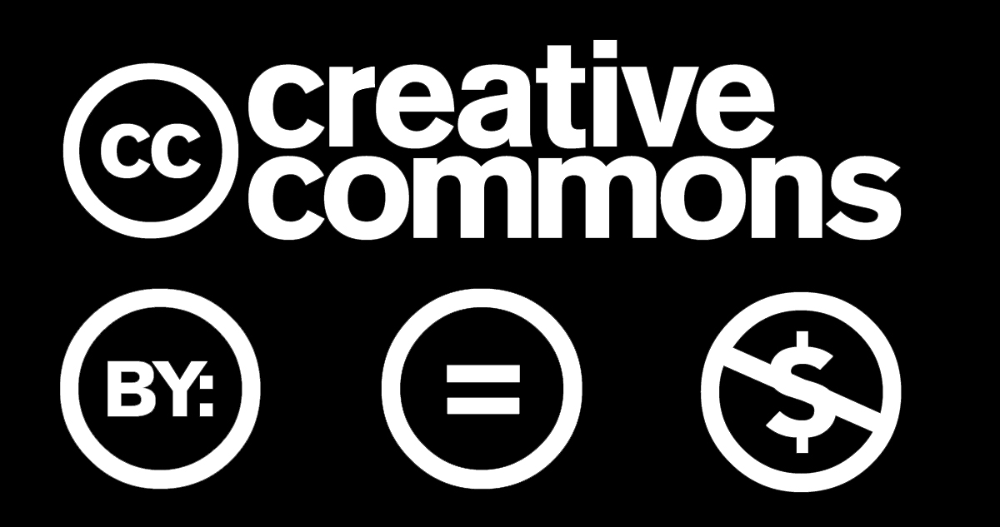 cc creative
commons
BY: = $